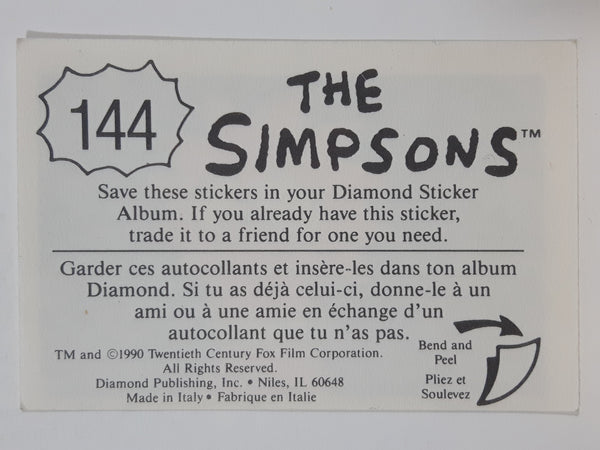 144
THE
SIMPSONS™
Save these stickers in your Diamond Sticker
Album. If you already have this sticker,
trade it to a friend for one you need.
Garder ces autocollants et insère-les dans ton album
Diamond. Si tu as déjà celui-ci, donne-le à un
ami ou à une amie en échange d'un
autocollant que tu n'as pas.
TM and ©1990 Twentieth Century Fox Film Corporation.
All Rights Reserved.
Diamond Publishing, Inc. • Niles, IL 60648
Made in Italy • Fabrique en Italie
Bend and
Peel
Pliez et
Soulevez